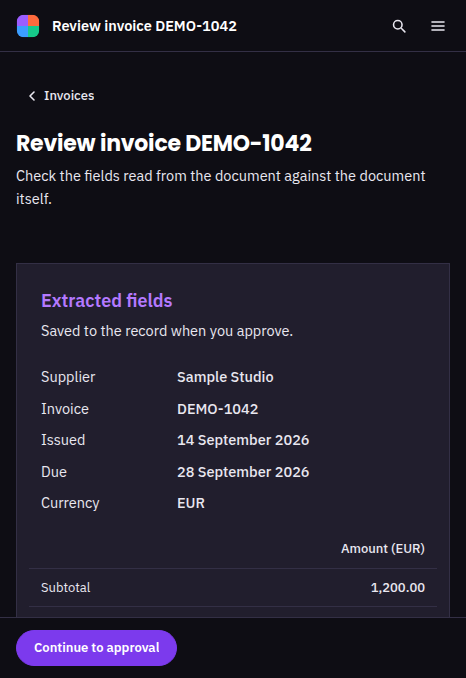 Review invoice DEMO-1042
Invoices
Review invoice DEMO-1042
Check the fields read from the document against the document
itself.
Extracted fields
Saved to the record when you approve.
Supplier Sample Studio
Invoice DEMO-1042
Issued 14 September 2026
Due 28 September 2026
Currency EUR
Amount (EUR)
Subtotal 1,200.00
Continue to approval